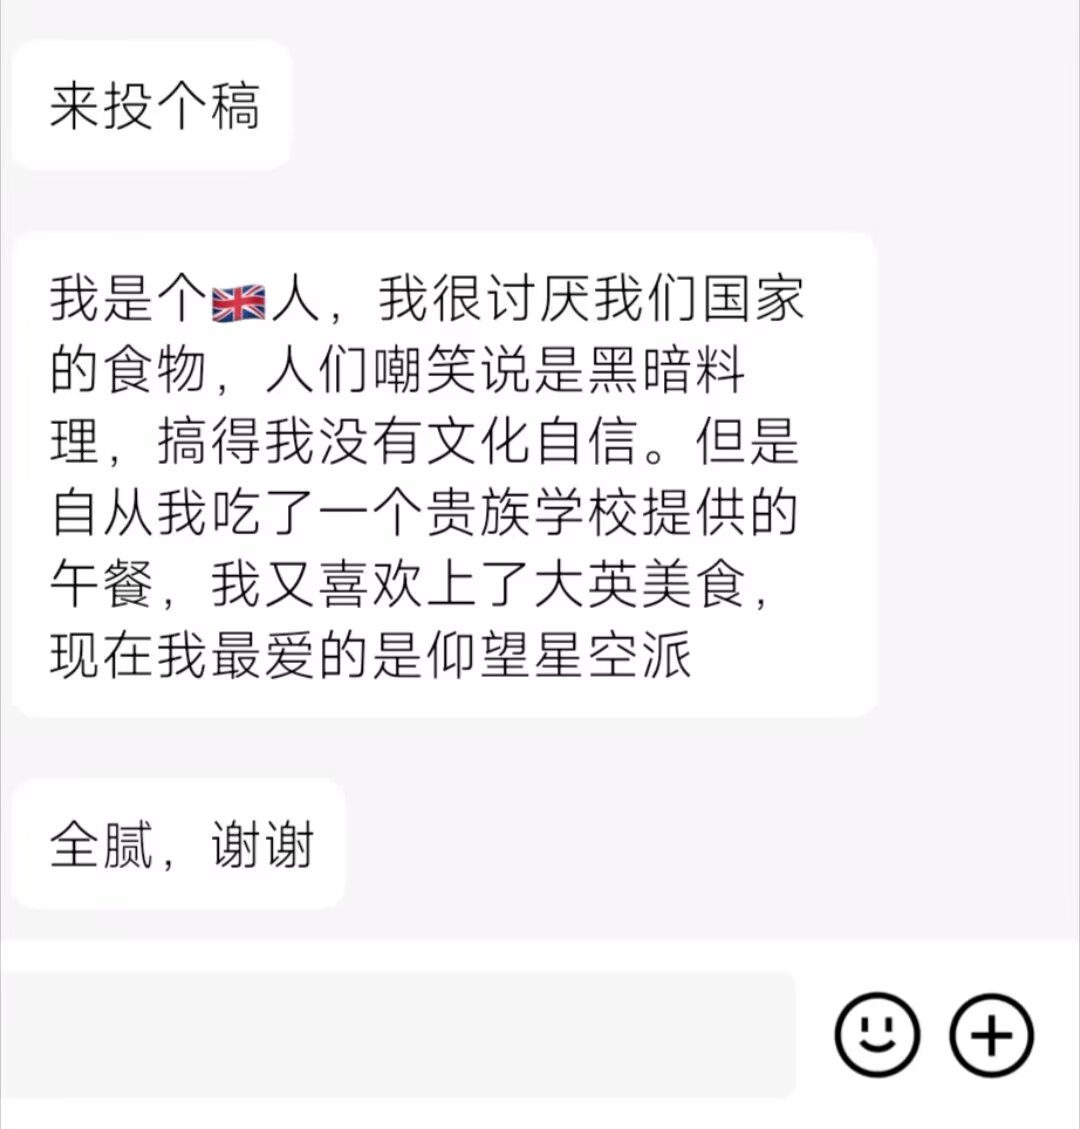 来投个稿
我是个🇬🇧人，我很讨厌我们国家
的食物，人们嘲笑说是黑暗料
理，搞得我没有文化自信。但是
自从我吃了一个贵族学校提供的
午餐，我又喜欢上了大英美食，
现在我最爱的是仰望星空派
全腻，谢谢